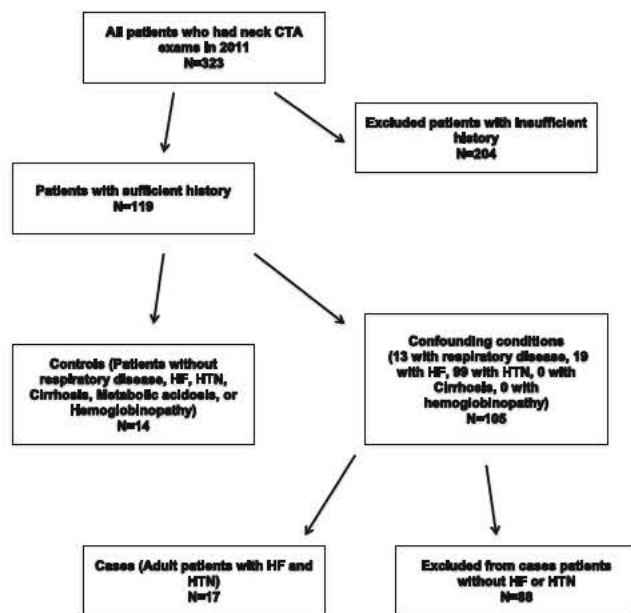 All patients who had neck CTA
exams in 2011
N=323
Excluded patients with insufficient
history
N=204
Patients with sufficient history
N=119
Controls (Patients without
respiratory disease, HF, HTN,
Cirrhosis, Metabolic acidosis, or
Hemoglobinopathy)
N=14
Confounding conditions
(13 with respiratory disease, 19
with HF, 99 with HTN, 0 with
Cirrhosis, 0 with
hemoglobinopathy)
N=105
Cases (Adult patients with HF and
HTN)
N=17
Excluded from cases patients
without HF or HTN
N=88